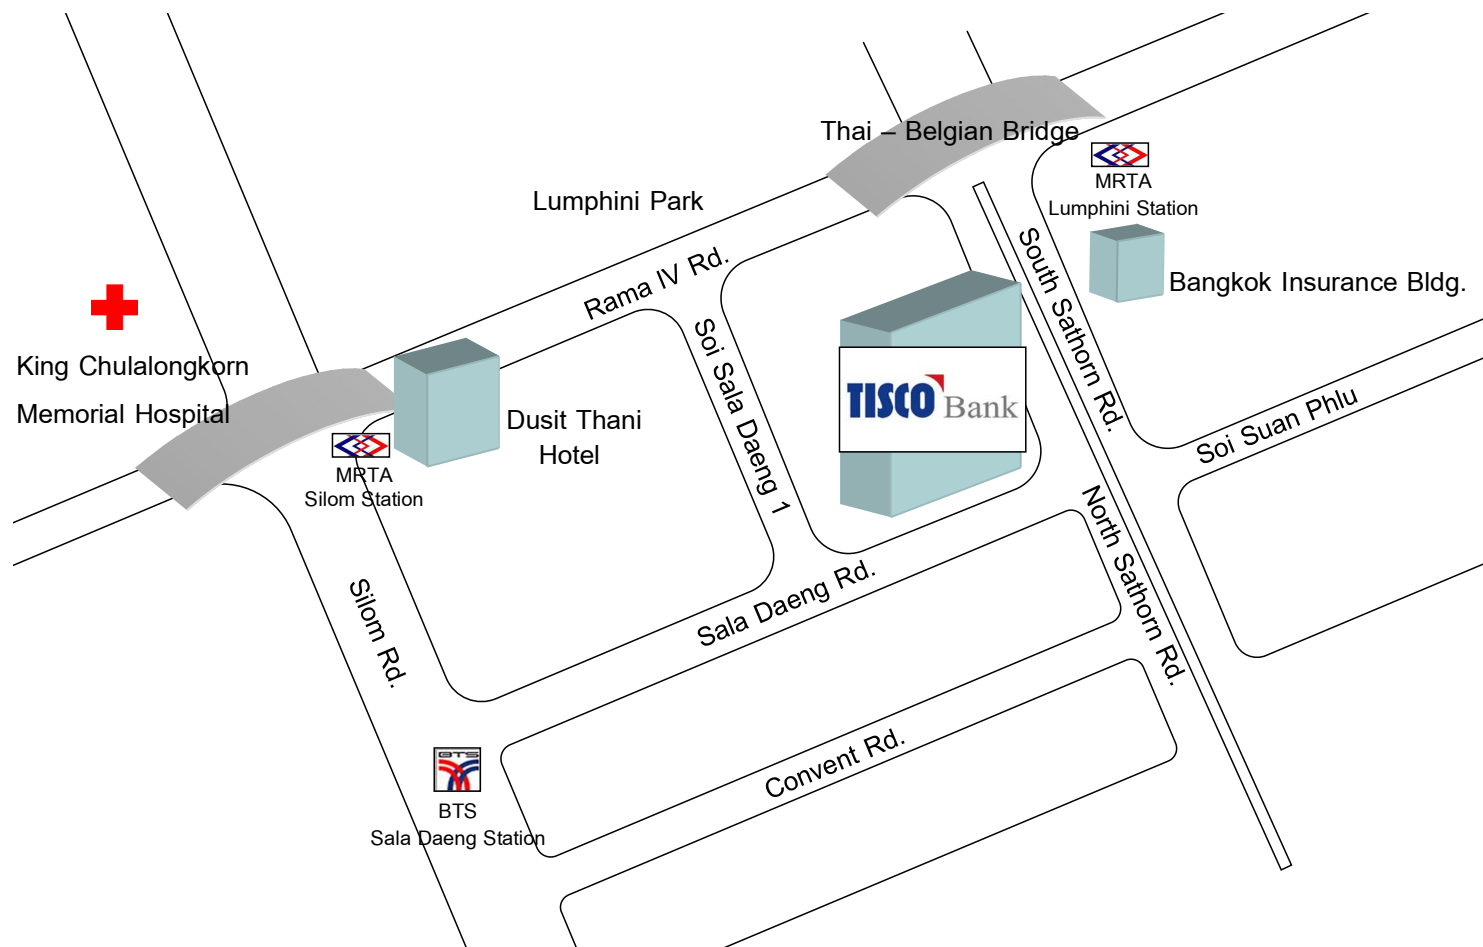 Thai – Belgian Bridge
MRTA
Lumphini Station
Lumphini Park
South Sathorn Rd.
Rama IV Rd.
Bangkok Insurance Bldg.
Soi Sala Daeng 1
King Chulalongkorn
Memorial Hospital
TISCO Bank
Soi Suan Phlu
Dusit Thani
Hotel
MRTA
Silom Station
North Sathorn Rd.
Sala Daeng Rd.
Silom Rd.
Convent Rd.
BTS
BTS
Sala Daeng Station